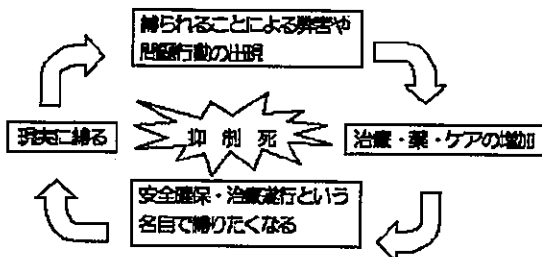 縛られることによる弊害や
問題行動の出現
現実に縛る
抑制死
治療・薬・ケアの増加
安全確保・治療遂行という
名目で縛りたくなる